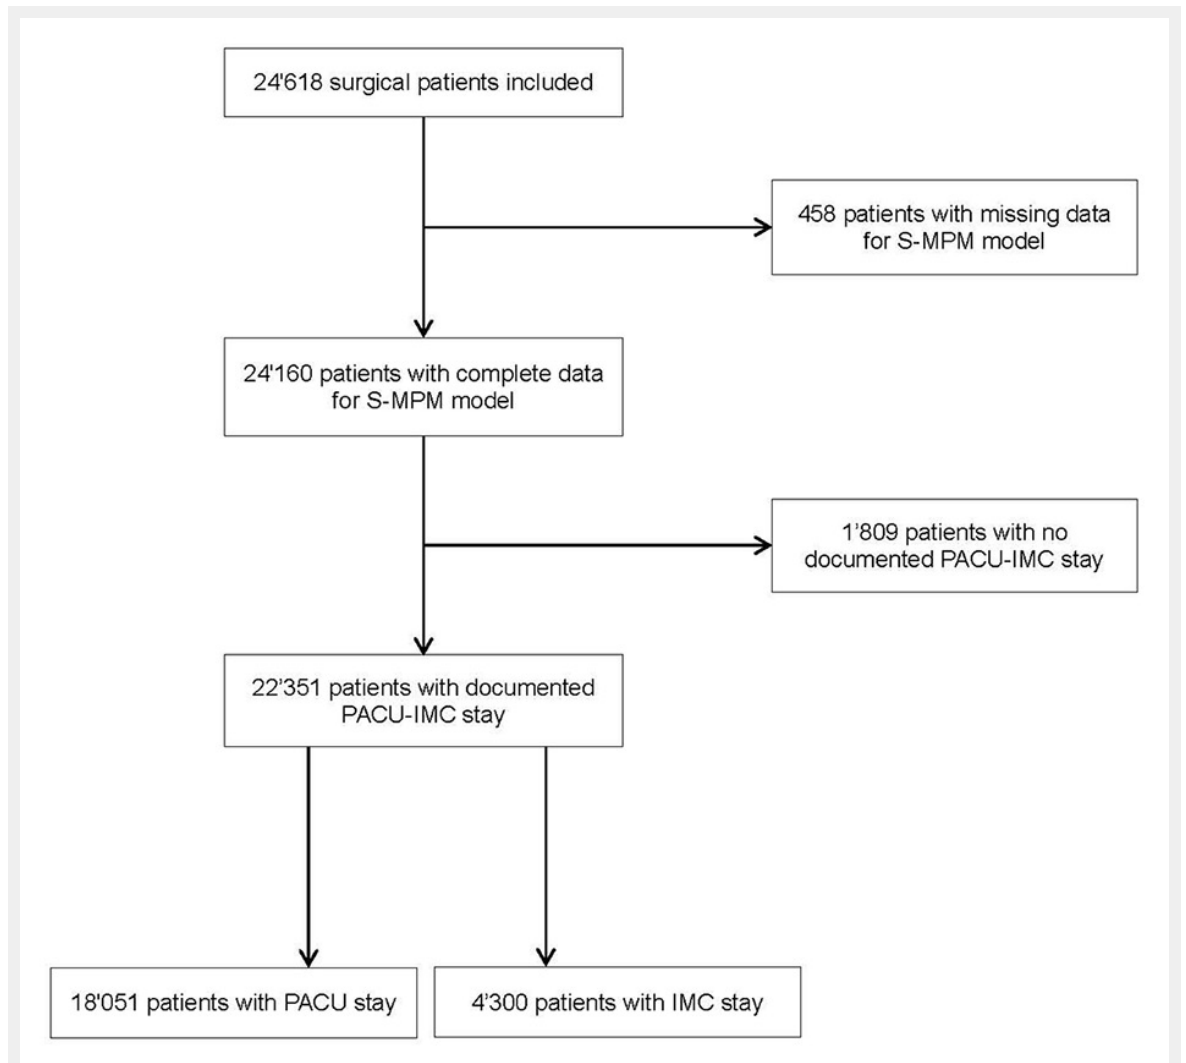 24'618 surgical patients included
458 patients with missing data
for S-MPM model
24'160 patients with complete data
for S-MPM model
1’809 patients with no
documented PACU-IMC stay
22’351 patients with documented
PACU-IMC stay
18'051 patients with PACU stay
4’300 patients with IMC stay